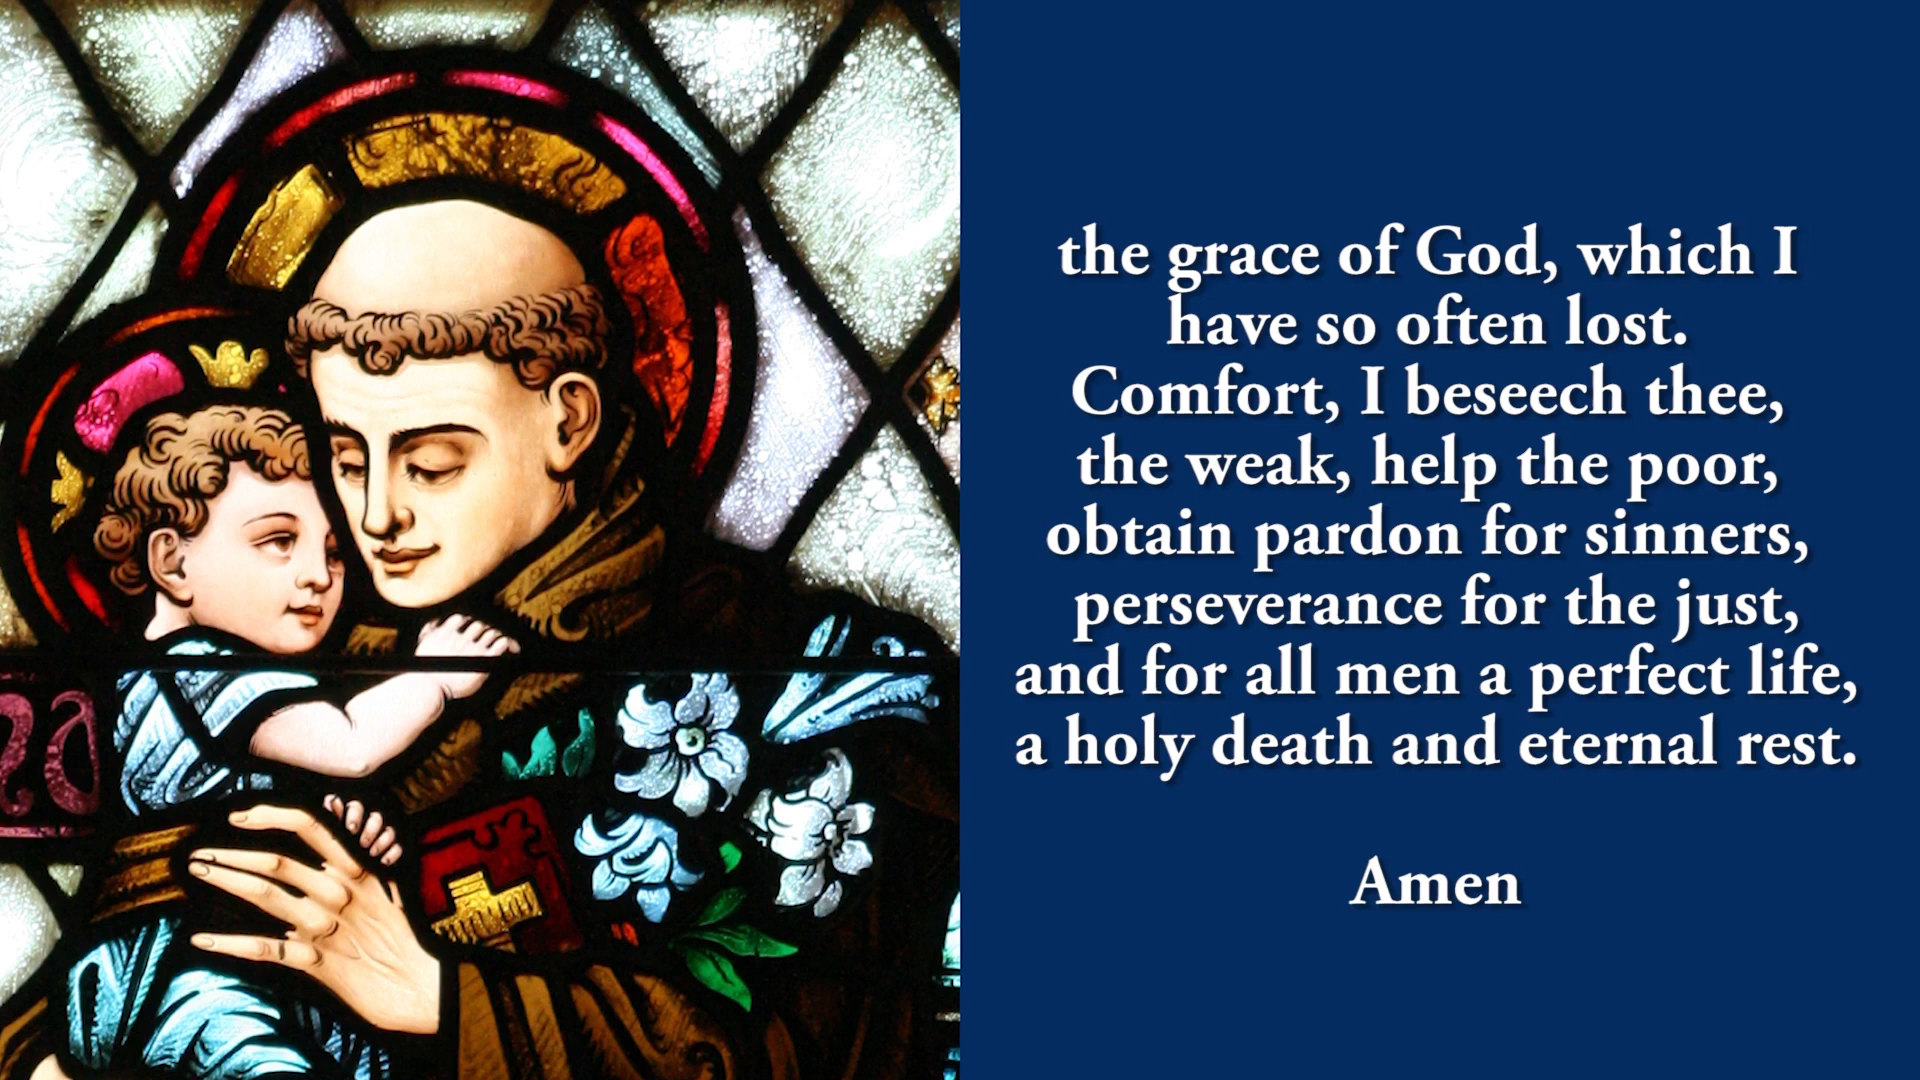 the grace of God, which I
have so often lost.
Comfort, I beseech thee,
the weak, help the poor,
obtain pardon for sinners,
perseverance for the just,
and for all men a perfect life,
a holy death and eternal rest.
Amen